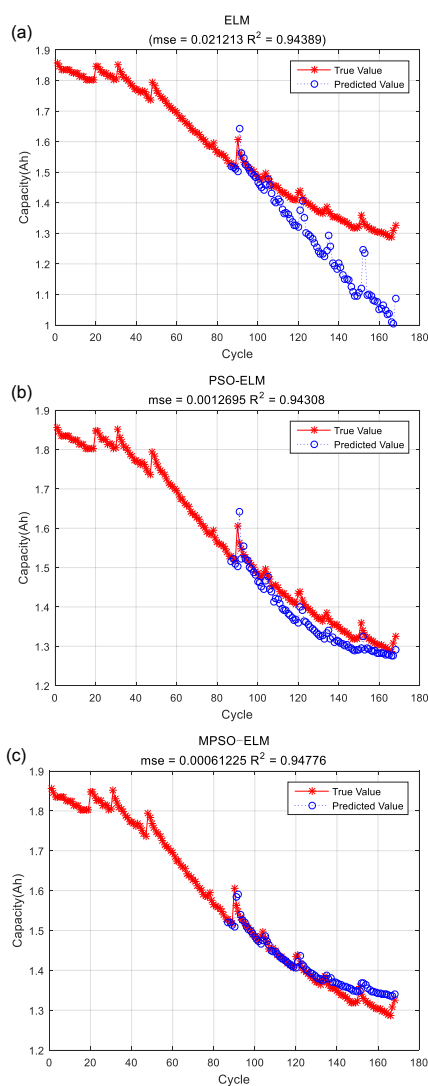 (a)
ELM
(mse = 0.021213 R² = 0.94389)
1.9
1.8
1.7
1.6
1.5
1.4
1.3
1.2
1.1
1
Capacity(Ah)
True Value
Predicted Value
0 20 40 60 80 100 120 140 160 180
Cycle
(b)
PSO-ELM
mse = 0.0012695 R² = 0.94308
1.9
1.8
1.7
1.6
1.5
1.4
1.3
1.2
Capacity(Ah)
True Value
Predicted Value
0 20 40 60 80 100 120 140 160 180
Cycle
(c)
MPSO-ELM
mse = 0.00061225 R² = 0.94776
1.9
1.8
1.7
1.6
1.5
1.4
1.3
1.2
Capacity(Ah)
True Value
Predicted Value
0 20 40 60 80 100 120 140 160 180
Cycle